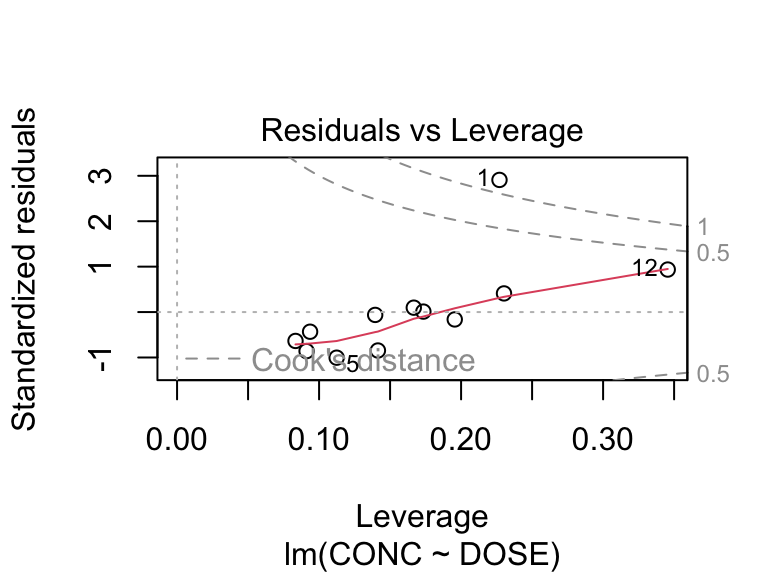 Residuals vs Leverage
Standardized residuals
3
2
1
-1
1
12
5
1
0.5
0.5
Cook's distance
0.00 0.10 0.20 0.30
Leverage
lm(CONC ~ DOSE)